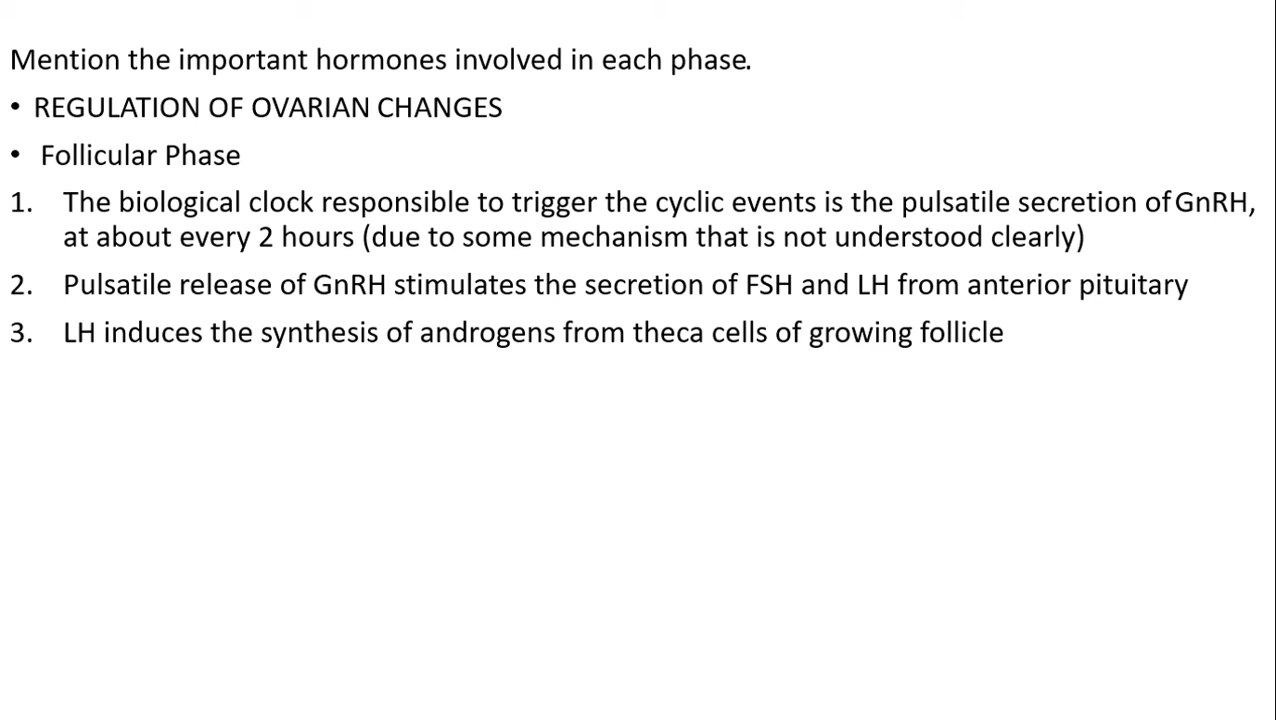 Mention the important hormones involved in each phase.
• REGULATION OF OVARIAN CHANGES
• Follicular Phase
1. The biological clock responsible to trigger the cyclic events is the pulsatile secretion of GnRH,
at about every 2 hours (due to some mechanism that is not understood clearly)
2. Pulsatile release of GnRH stimulates the secretion of FSH and LH from anterior pituitary
3. LH induces the synthesis of androgens from theca cells of growing follicle